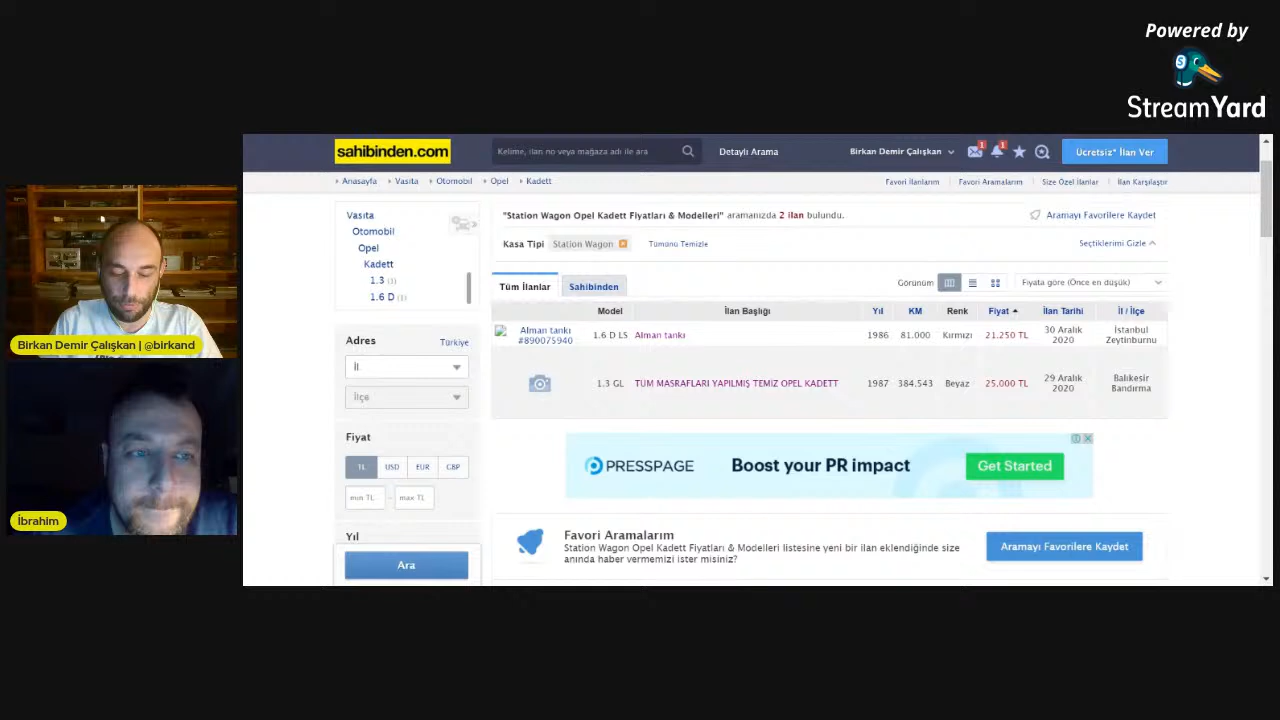 Powered by
StreamYard
sahibinden.com
Kelime, ilan no veya mağaza adı ile ara
Detaylı Arama
Birkan Demir Çalışkan
1
1
Ücretsiz* İlan Ver
Anasayfa
Vasıta
Otomobil
Opel
Kadett
Favori İlanlarım
Favori Aramalarım
Size Özel İlanlar
İlan Karşılaştır
Vasıta
Otomobil
Opel
Kadett
1.3 (1)
1.6 D (1)
"Station Wagon Opel Kadett Fiyatları & Modelleri" aramanızda 2 ilan bulundu.
Aramayı Favorilere Kaydet
Kasa Tipi Station Wagon Tümünü Temizle
Seçtiklerimi Gizle
Tüm İlanlar
Sahibinden
Görünüm
Fiyata göre (Önce en düşük)
Model İlan Başlığı Yıl KM Renk Fiyat İlan Tarihi İl / İlçe
Alman tankı #890075940 1.6 D LS Alman tankı 1986 81.000 Kırmızı 21.250 TL 30 Aralık 2020 İstanbul Zeytinburnu
1.3 GL TÜM MASRAFLARI YAPILMIŞ TEMİZ OPEL KADETT 1987 384.543 Beyaz 25.000 TL 29 Aralık 2020 Balıkesir Bandırma
Adres
Türkiye
İl
İlçe
Fiyat
TL USD EUR GBP
min TL - max TL
Yıl
Ara
PRESSPAGE
Boost your PR impact
Get Started
Favori Aramalarım
Station Wagon Opel Kadett Fiyatları & Modelleri listesine yeni bir ilan eklendiğinde size
anında haber vermemizi ister misiniz?
Aramayı Favorilere Kaydet
Birkan Demir Çalışkan | @birkand
İbrahim